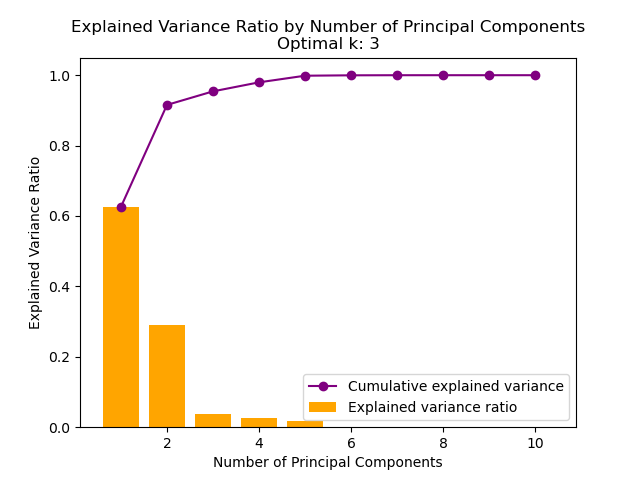 Explained Variance Ratio by Number of Principal Components
Optimal k: 3
Explained Variance Ratio
1.0
0.8
0.6
0.4
0.2
0.0
Cumulative explained variance
Explained variance ratio
2
4
6
8
10
Number of Principal Components